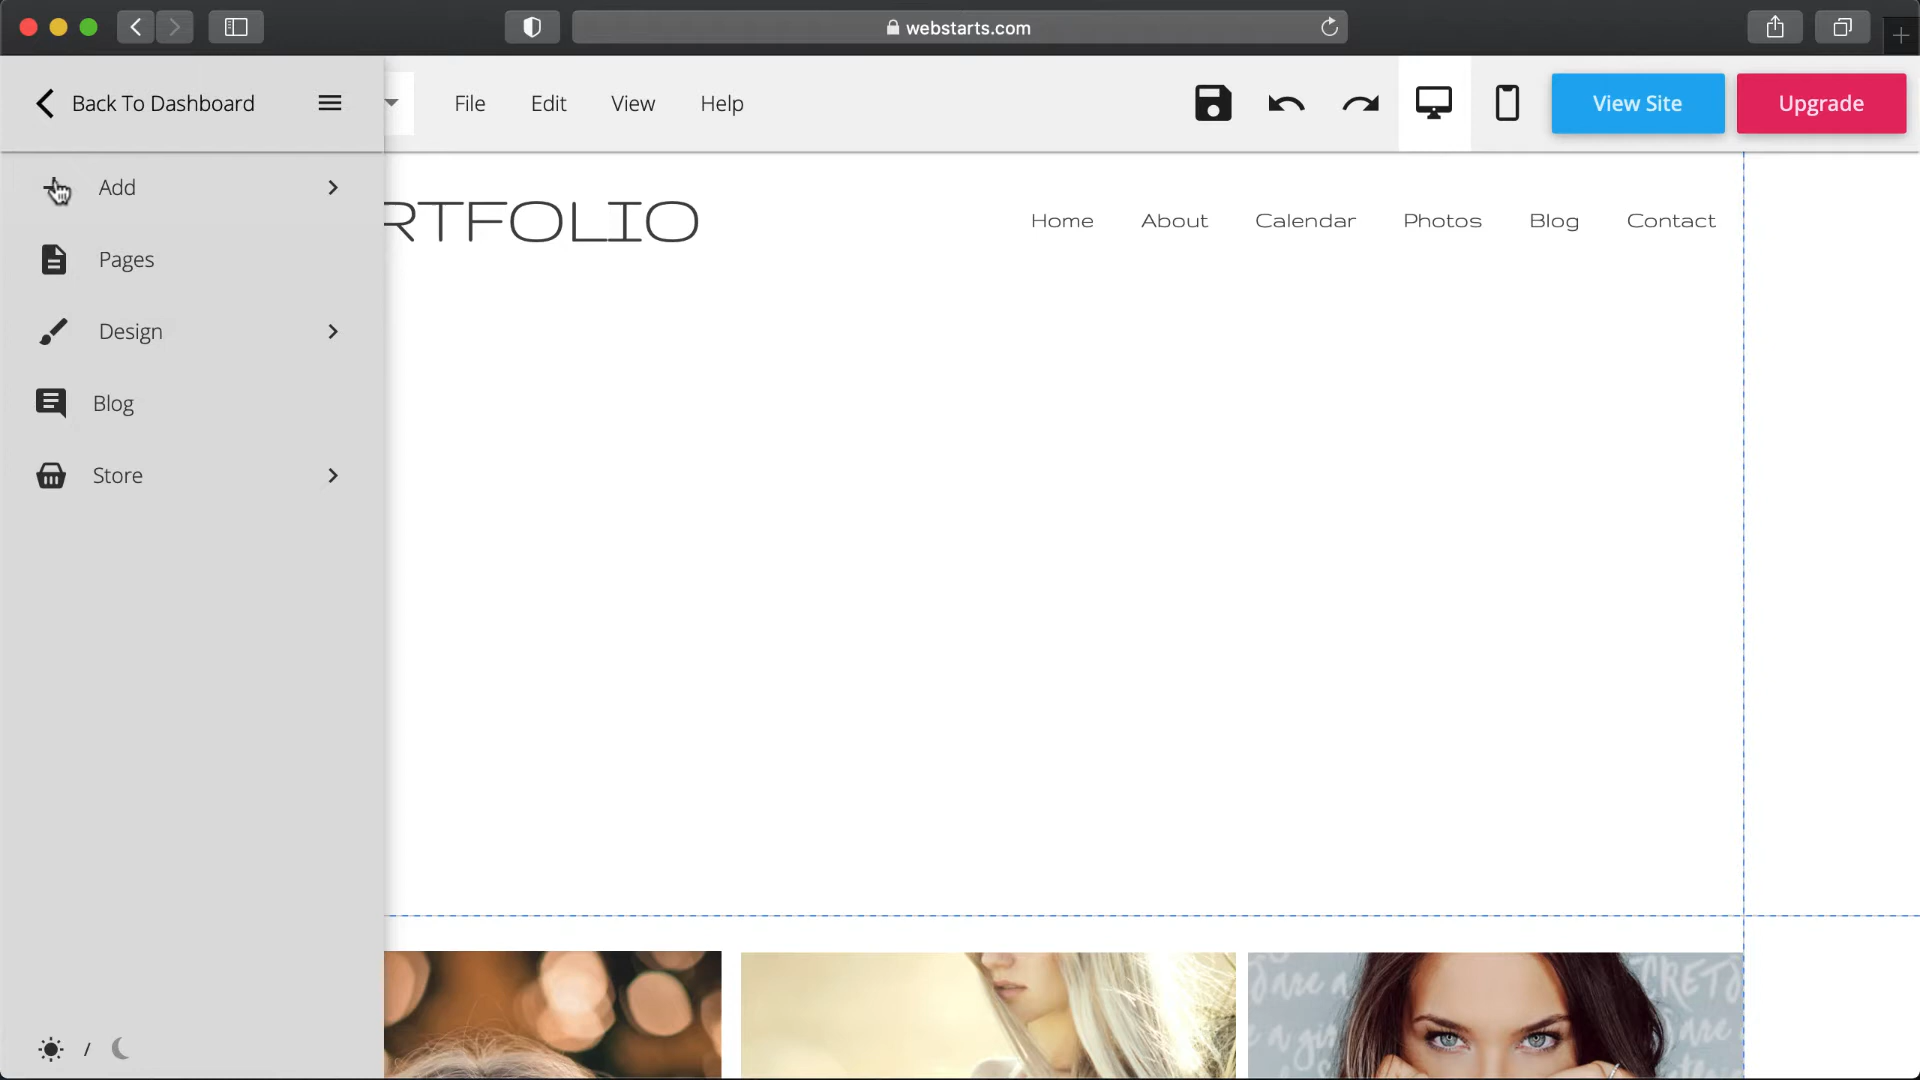 webstarts.com
Back To Dashboard
File Edit View Help
View Site
Upgrade
Add
Pages
Design
Blog
Store
RTFOLIO
Home About Calendar Photos Blog Contact
/